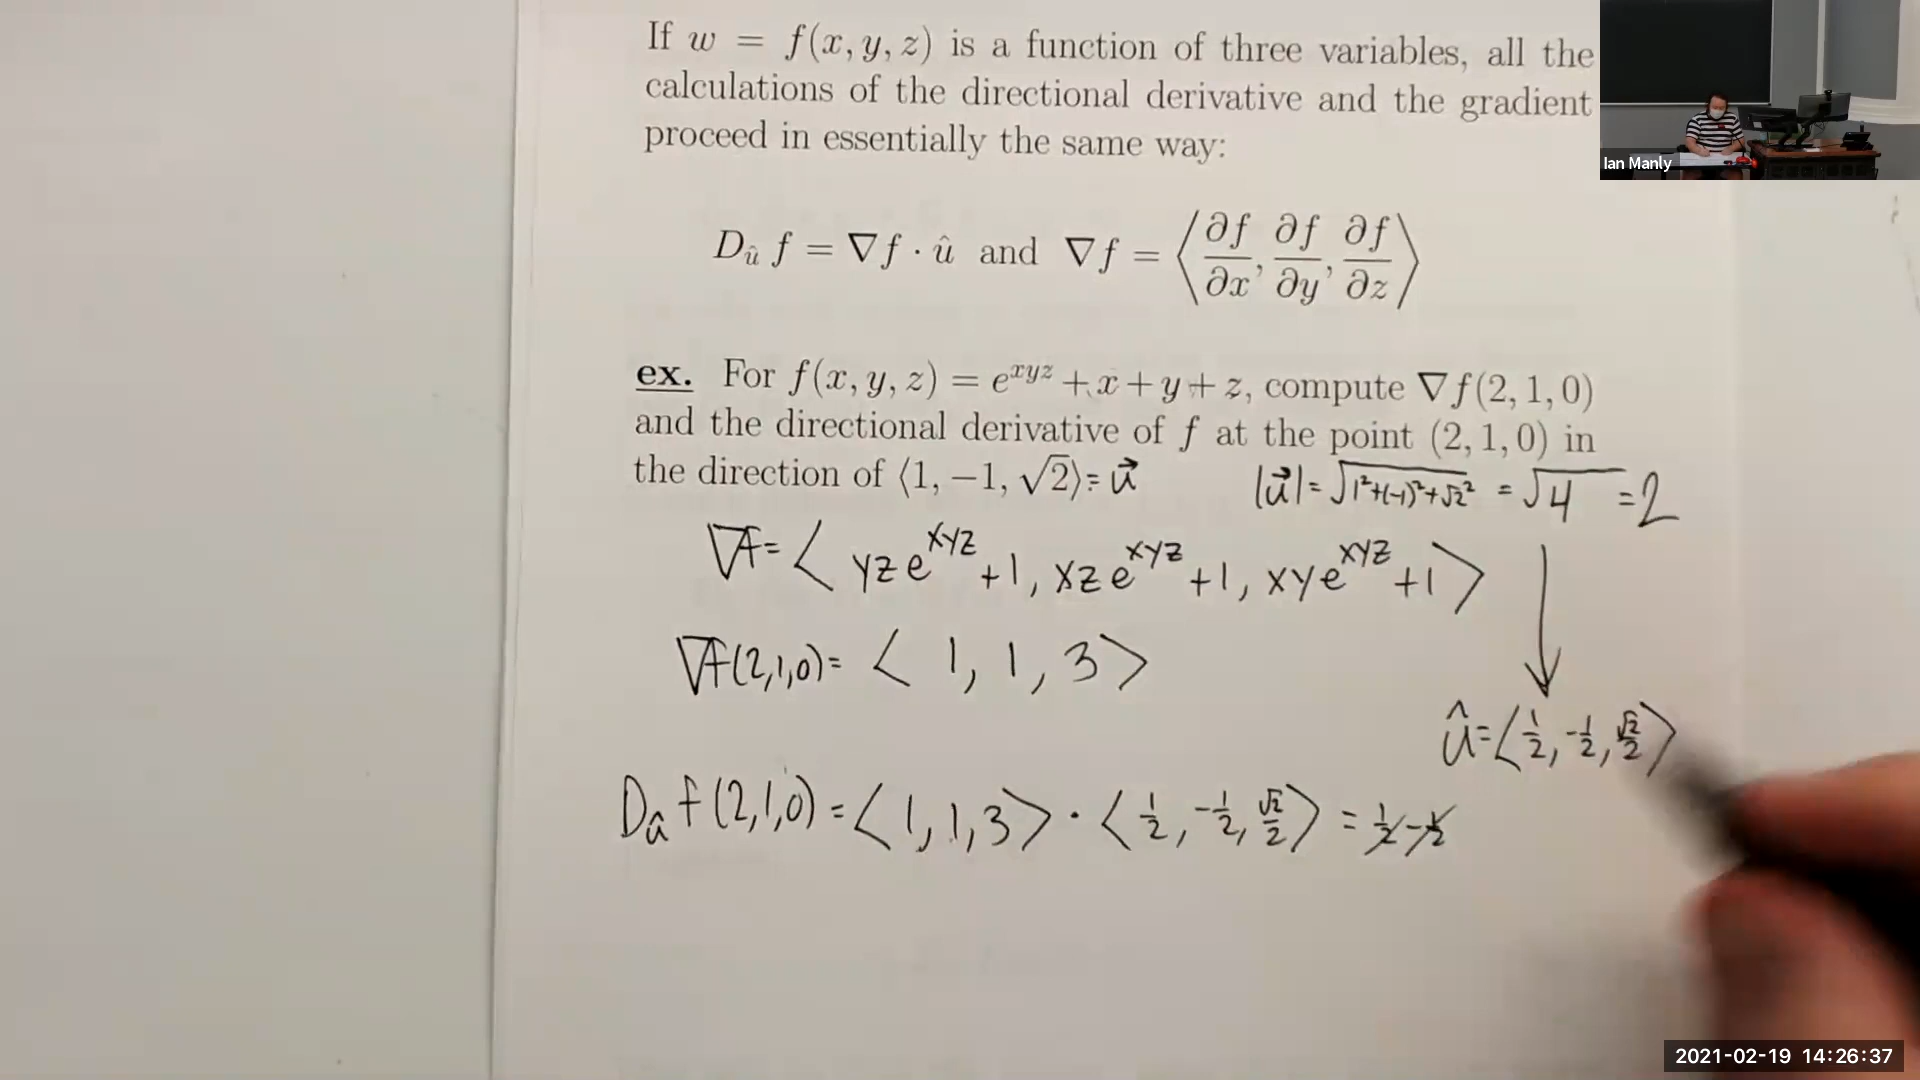 If w = f(x, y, z) is a function of three variables, all the
calculations of the directional derivative and the gradient
proceed in essentially the same way:
Ian Manly
D_û f = ∇f · û and ∇f = ⟨∂f/∂x, ∂f/∂y, ∂f/∂z⟩
ex. For f(x, y, z) = e^{xyz} + x + y + z, compute ∇f(2, 1, 0)
and the directional derivative of f at the point (2, 1, 0) in
the direction of ⟨1, −1, √2⟩ = u⃗
|u⃗| = √(1²+(-1)²+√2²) = √4 = 2
∇f = ⟨yze^{xyz} + 1, xze^{xyz} + 1, xye^{xyz} + 1⟩
∇f(2,1,0) = ⟨1, 1, 3⟩
û = ⟨1/2, -1/2, √2/2⟩
D_û f(2,1,0) = ⟨1, 1, 3⟩ · ⟨1/2, -1/2, √2/2⟩ = 1/2 - 1/2
2021-02-19 14:26:37